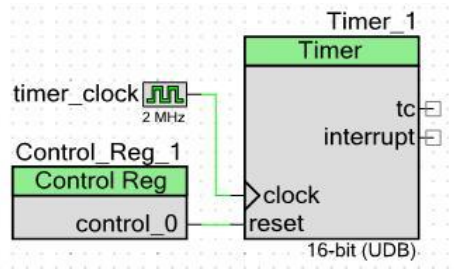 Timer_1
Timer
timer_clock
2 MHz
tc
interrupt
Control_Reg_1
Control Reg
clock
control_0
reset
16-bit (UDB)